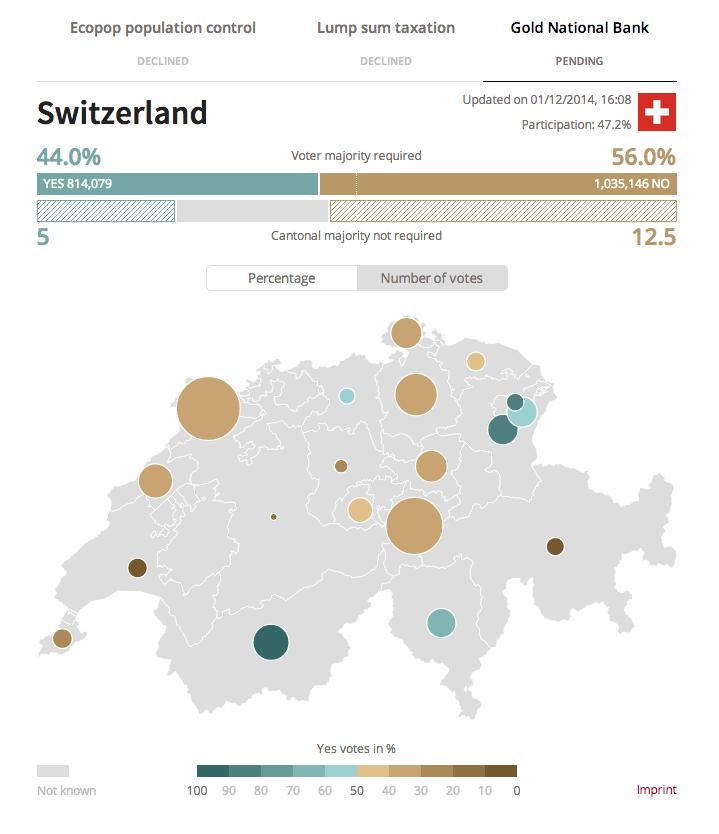 Ecopop population control Lump sum taxation Gold National Bank
DECLINED DECLINED PENDING
Switzerland
Updated on 01/12/2014, 16:08
Participation: 47.2%
44.0% Voter majority required 56.0%
YES 814,079 1,035,146 NO
5 Cantonal majority not required 12.5
Percentage Number of votes
Yes votes in %
Not known 100 90 80 70 60 50 40 30 20 10 0 Imprint